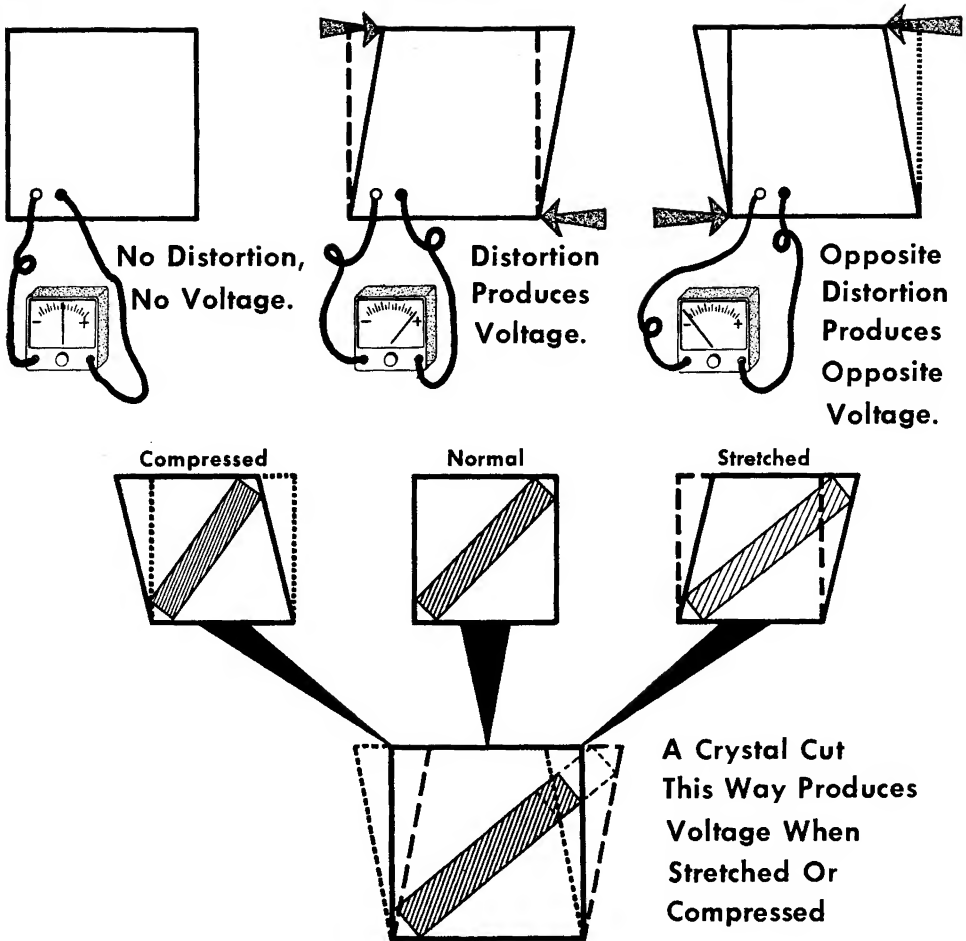 No Distortion,
No Voltage.
- +
Distortion
Produces
Voltage.
- +
Opposite
Distortion
Produces
Opposite
Voltage.
- +
Compressed
Normal
Stretched
A Crystal Cut
This Way Produces
Voltage When
Stretched Or
Compressed